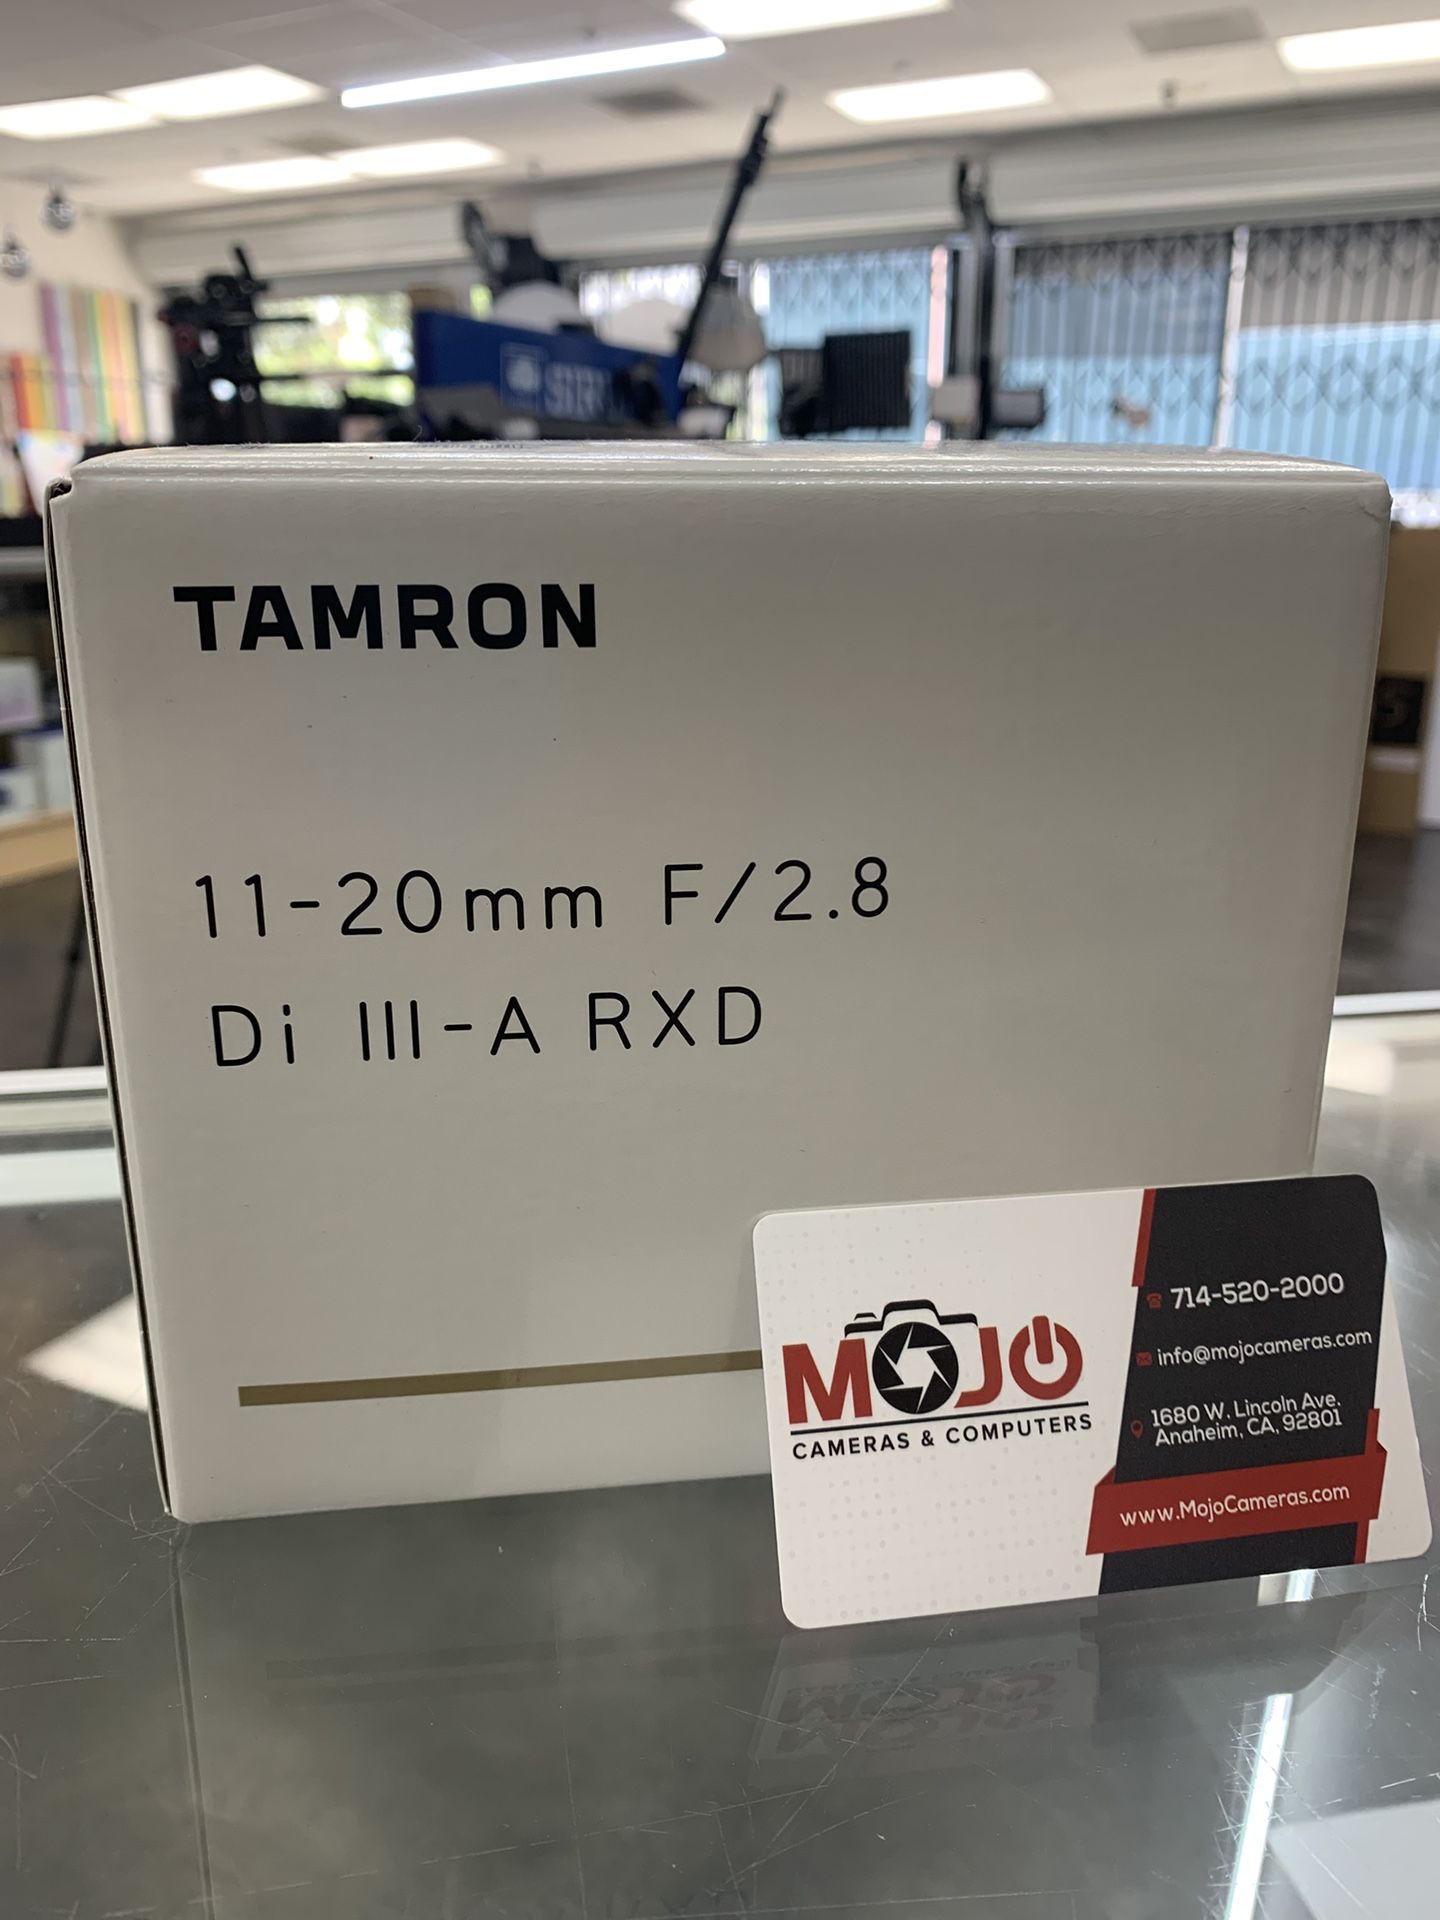 TAMRON
11-20mm F/2.8
Di III-A RXD
MOJO
CAMERAS & COMPUTERS
714-520-2000
info@mojocameras.com
1680 W. Lincoln Ave.
Anaheim, CA, 92801
www.MojoCameras.com